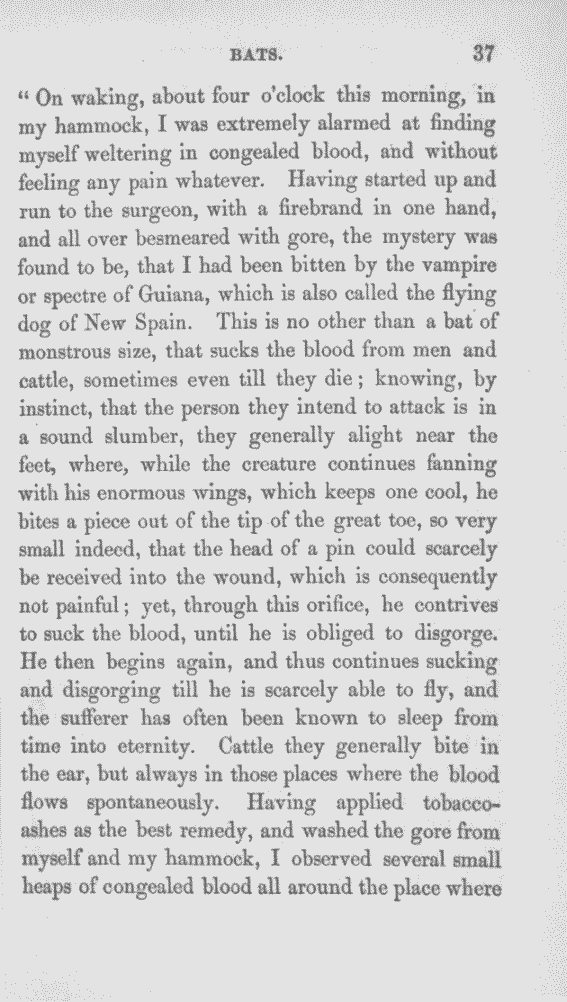 BATS. 37
“ On waking, about four o'clock this morning, in
my hammock, I was extremely alarmed at finding
myself weltering in congealed blood, and without
feeling any pain whatever. Having started up and
run to the surgeon, with a firebrand in one hand,
and all over besmeared with gore, the mystery was
found to be, that I had been bitten by the vampire
or spectre of Guiana, which is also called the flying
dog of New Spain. This is no other than a bat of
monstrous size, that sucks the blood from men and
cattle, sometimes even till they die ; knowing, by
instinct, that the person they intend to attack is in
a sound slumber, they generally alight near the
feet, where, while the creature continues fanning
with his enormous wings, which keeps one cool, he
bites a piece out of the tip of the great toe, so very
small indeed, that the head of a pin could scarcely
be received into the wound, which is consequently
not painful ; yet, through this orifice, he contrives
to suck the blood, until he is obliged to disgorge.
He then begins again, and thus continues sucking
and disgorging till he is scarcely able to fly, and
the sufferer has often been known to sleep from
time into eternity. Cattle they generally bite in
the ear, but always in those places where the blood
flows spontaneously. Having applied tobacco-
ashes as the best remedy, and washed the gore from
myself and my hammock, I observed several small
heaps of congealed blood all around the place where